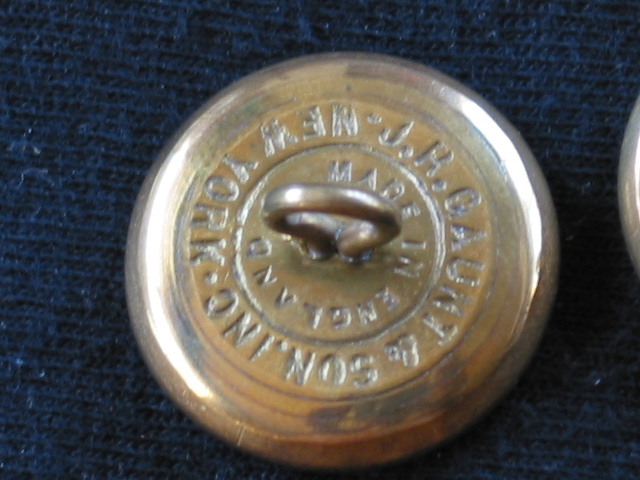 J.R.GAUNT & SON.INC. NEW YORK.
MADE IN ENGLAND